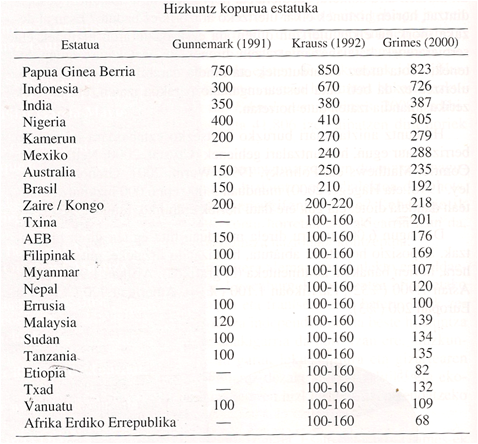 Hizkuntz kopurua estatuka
Estatua Gunnemark (1991) Krauss (1992) Grimes (2000)
Papua Ginea Berria 750 850 823
Indonesia 300 670 726
India 350 380 387
Nigeria 400 410 505
Kamerun 200 270 279
Mexiko — 240 288
Australia 150 250 235
Brasil 150 210 192
Zaire / Kongo 200 200-220 218
Txina — 100-160 201
AEB 150 100-160 176
Filipinak 100 100-160 169
Myanmar 100 100-160 107
Nepal — 100-160 120
Errusia 100 100-160 100
Malaysia 120 100-160 139
Sudan 100 100-160 134
Tanzania 100 100-160 135
Etiopia — 100-160 82
Txad — 100-160 132
Vanuatu 100 100-160 109
Afrika Erdiko Errepublika — 100-160 68